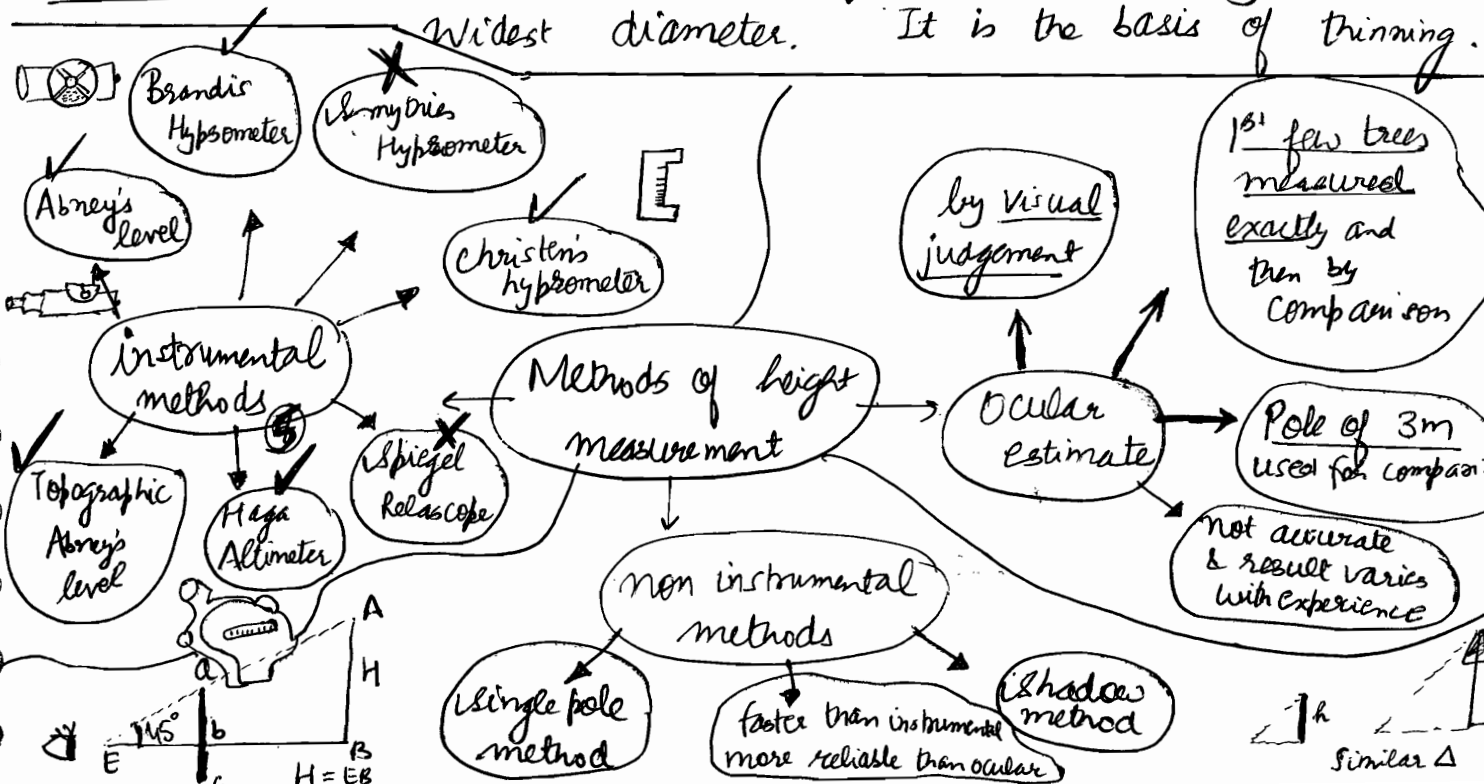 Widest diameter. It is the basis of thinning.
Brandis
Hypsometer
Smythies
Hypsometer
Abney's
level
Christen's
hypsometer
by visual
judgement
1st few trees
measured
exactly and
then by
comparison
instrumental
methods
Methods of height
measurement
Ocular
estimate
Pole of 3m
used for compari
Topographic
Abney's
level
Haga
Altimeter
Spiegel
Relascope
not accurate
& result varies
with experience
non instrumental
methods
single pole
method
faster than instrumental
more reliable than ocular
shadow
method
A
a
H
45°
b
E
B
H = EB
h
Similar Δ